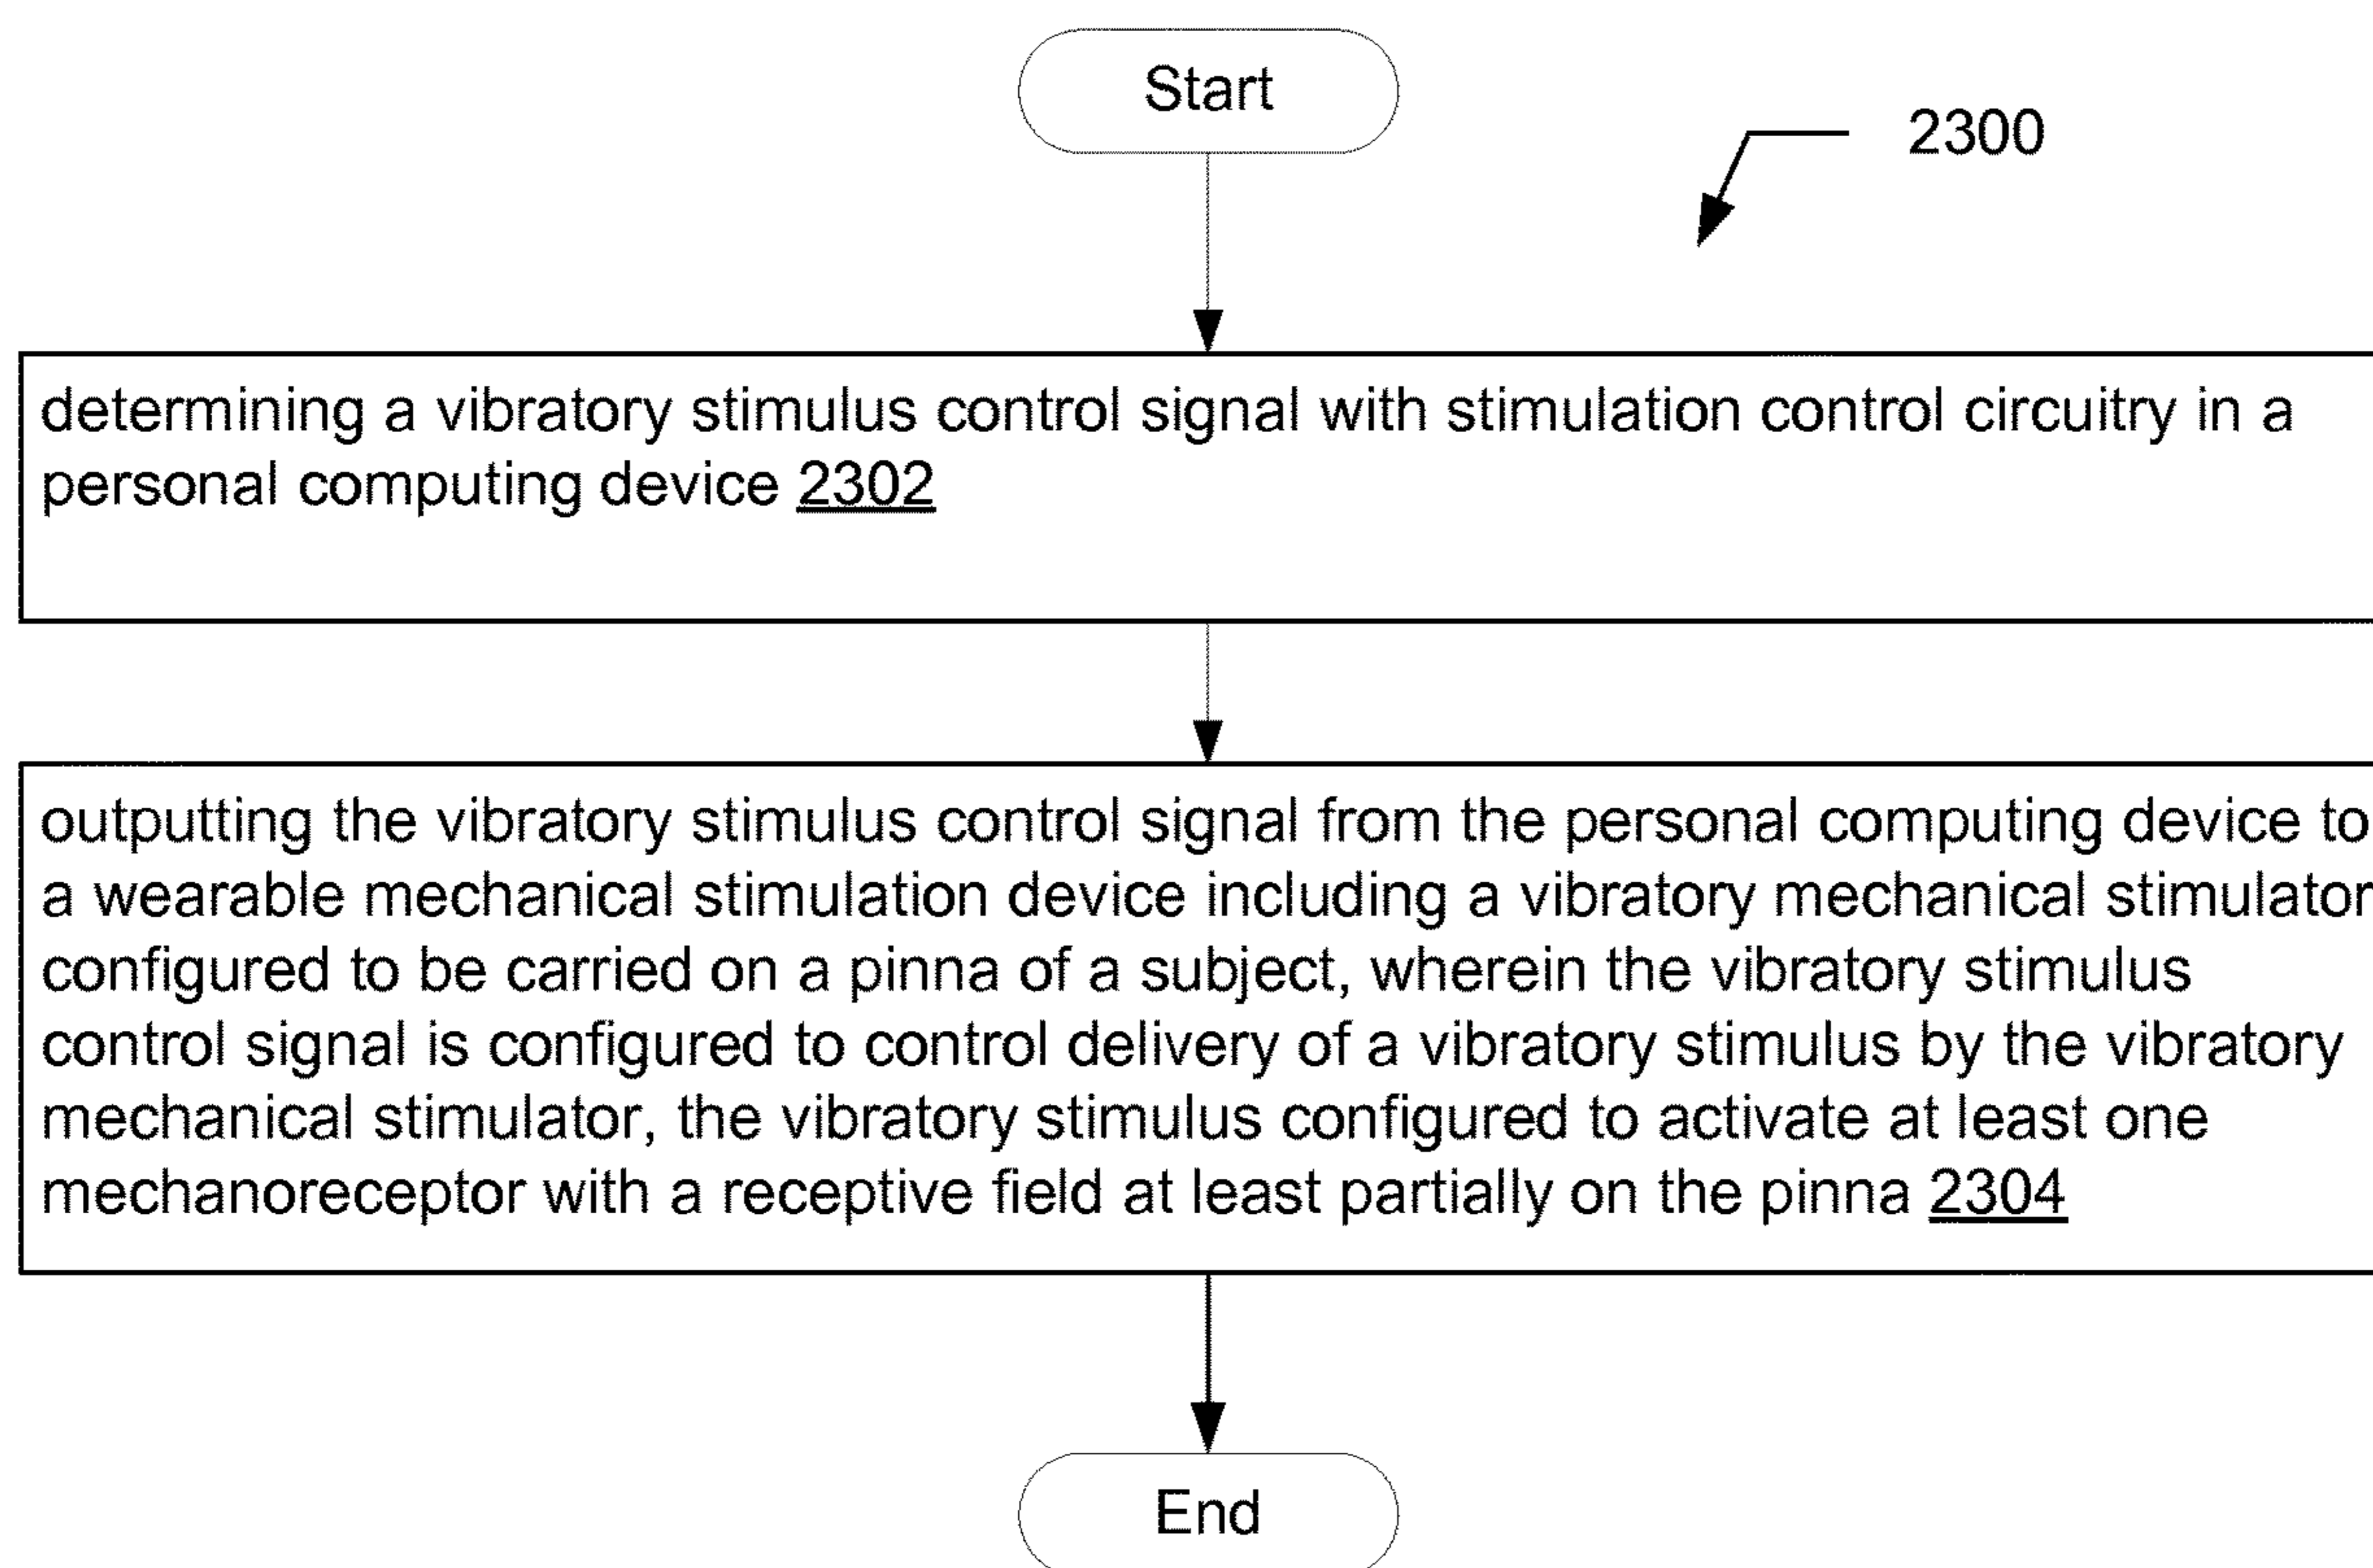 Start
2300
determining a vibratory stimulus control signal with stimulation control circuitry in a
personal computing device 2302
outputting the vibratory stimulus control signal from the personal computing device to
a wearable mechanical stimulation device including a vibratory mechanical stimulator
configured to be carried on a pinna of a subject, wherein the vibratory stimulus
control signal is configured to control delivery of a vibratory stimulus by the vibratory
mechanical stimulator, the vibratory stimulus configured to activate at least one
mechanoreceptor with a receptive field at least partially on the pinna 2304
End